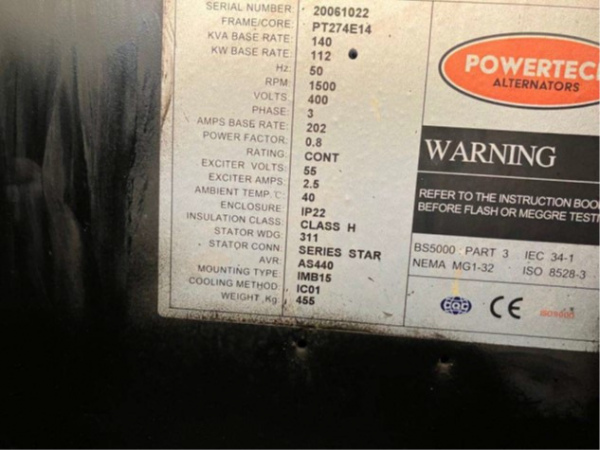 SERIAL NUMBER: 20061022
FRAME/CORE: PT274E14
KVA BASE RATE: 140
KW BASE RATE: 112
Hz: 50
RPM: 1500
VOLTS: 400
PHASE: 3
AMPS BASE RATE: 202
POWER FACTOR: 0.8
RATING: CONT
EXCITER VOLTS: 55
EXCITER AMPS: 2.5
AMBIENT TEMP. ℃: 40
ENCLOSURE: IP22
INSULATION CLASS: CLASS H
STATOR WDG: 311
STATOR CONN: SERIES STAR
AVR: AS440
MOUNTING TYPE: IMB15
COOLING METHOD: IC01
WEIGHT Kg: 455
POWERTEC
ALTERNATORS
WARNING
REFER TO THE INSTRUCTION BOO
BEFORE FLASH OR MEGGRE TEST
BS5000 PART 3 IEC 34-1
NEMA MG1-32 ISO 8528-3
CQC CE